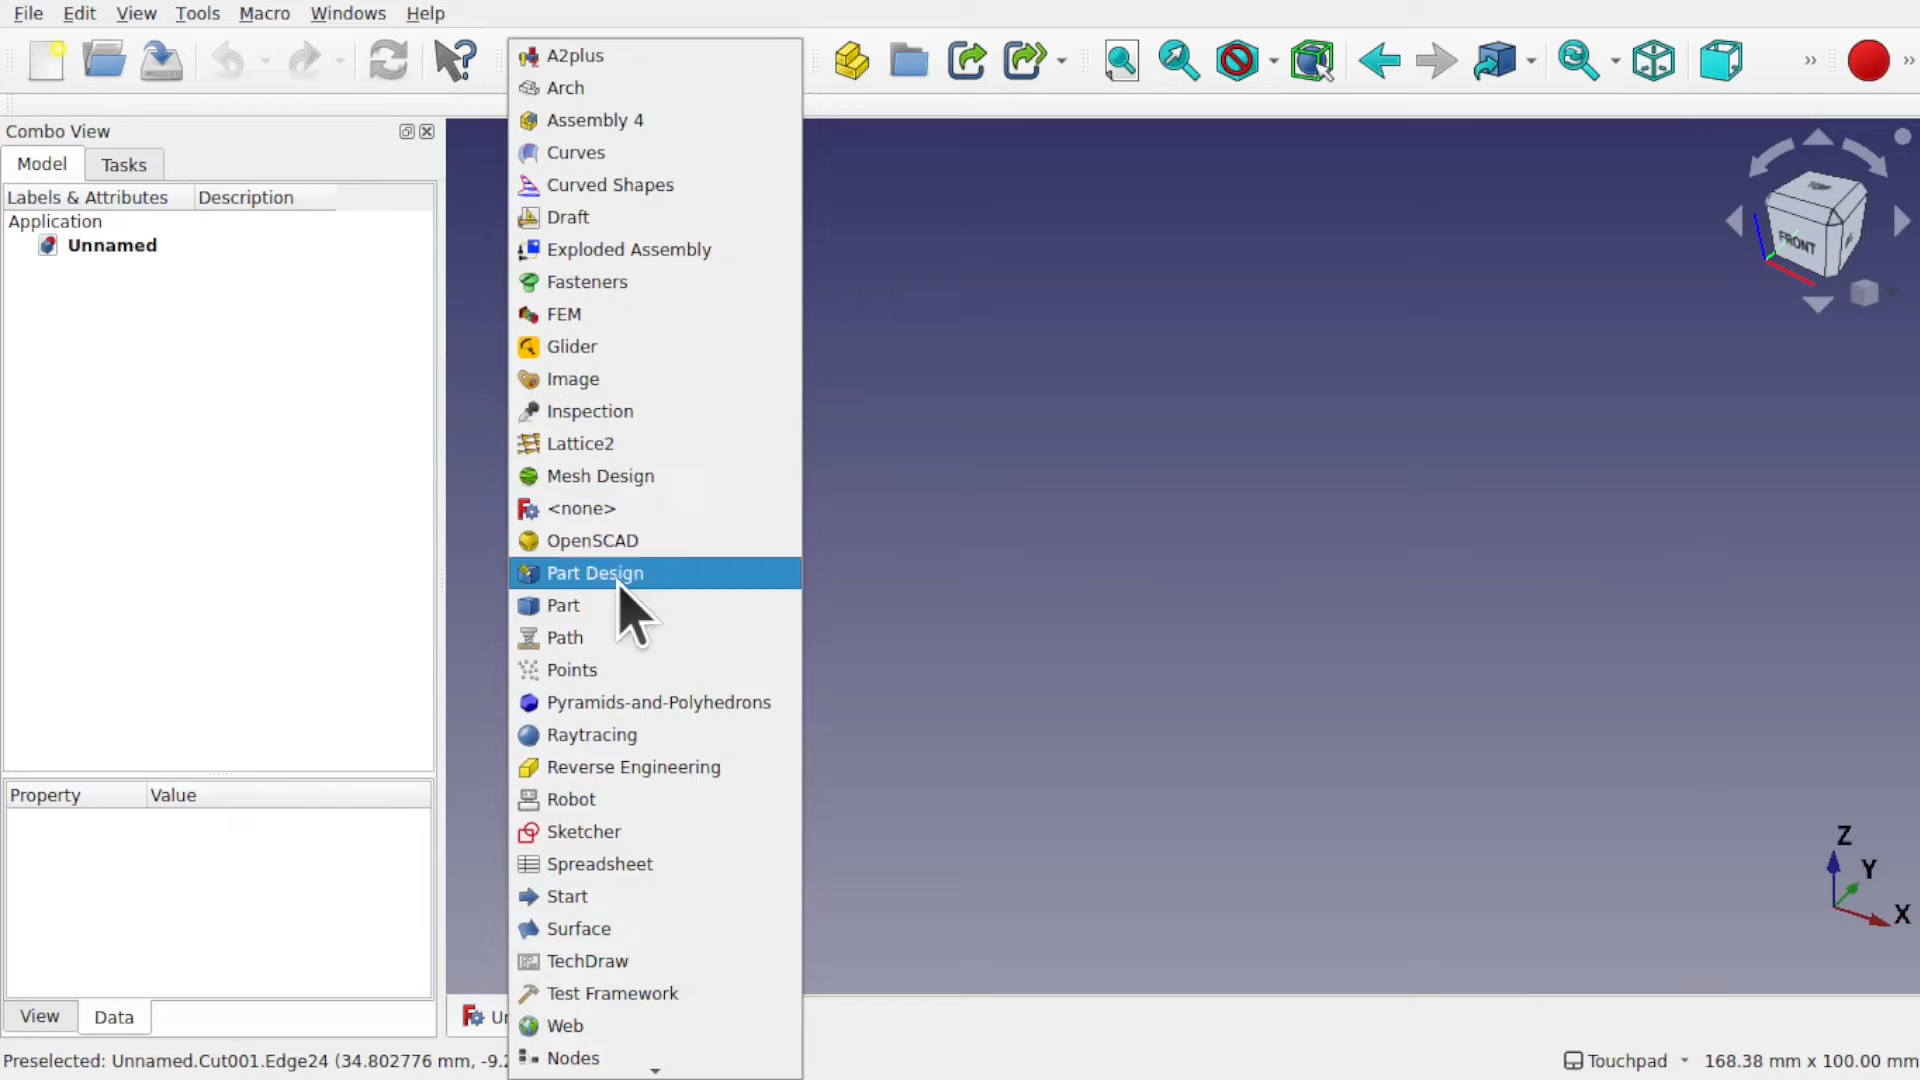 File Edit View Tools Macro Windows Help
Combo View
Model Tasks
Labels & Attributes Description
Application
Unnamed
Property Value
View Data
A2plus
Arch
Assembly 4
Curves
Curved Shapes
Draft
Exploded Assembly
Fasteners
FEM
Glider
Image
Inspection
Lattice2
Mesh Design
<none>
OpenSCAD
Part Design
Part
Path
Points
Pyramids-and-Polyhedrons
Raytracing
Reverse Engineering
Robot
Sketcher
Spreadsheet
Start
Surface
TechDraw
Test Framework
Web
Nodes
TOP
FRONT
Z
Y
X
Preselected: Unnamed.Cut001.Edge24 (34.802776 mm, -9.2
Touchpad 168.38 mm x 100.00 mm